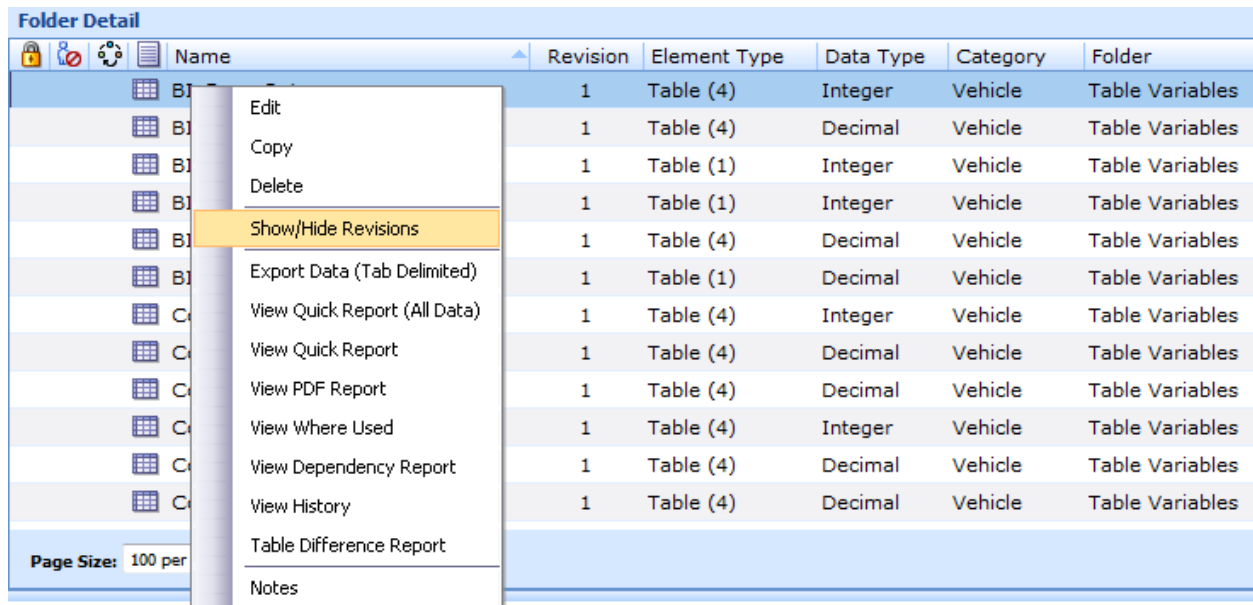 Folder Detail
Name Revision Element Type Data Type Category Folder
1 Table (4) Integer Vehicle Table Variables
1 Table (4) Decimal Vehicle Table Variables
1 Table (1) Integer Vehicle Table Variables
1 Table (1) Integer Vehicle Table Variables
1 Table (4) Decimal Vehicle Table Variables
1 Table (1) Decimal Vehicle Table Variables
1 Table (4) Integer Vehicle Table Variables
1 Table (4) Decimal Vehicle Table Variables
1 Table (4) Decimal Vehicle Table Variables
1 Table (4) Integer Vehicle Table Variables
1 Table (4) Decimal Vehicle Table Variables
1 Table (4) Decimal Vehicle Table Variables
Edit
Copy
Delete
Show/Hide Revisions
Export Data (Tab Delimited)
View Quick Report (All Data)
View Quick Report
View PDF Report
View Where Used
View Dependency Report
View History
Table Difference Report
Notes
Page Size: 100 per